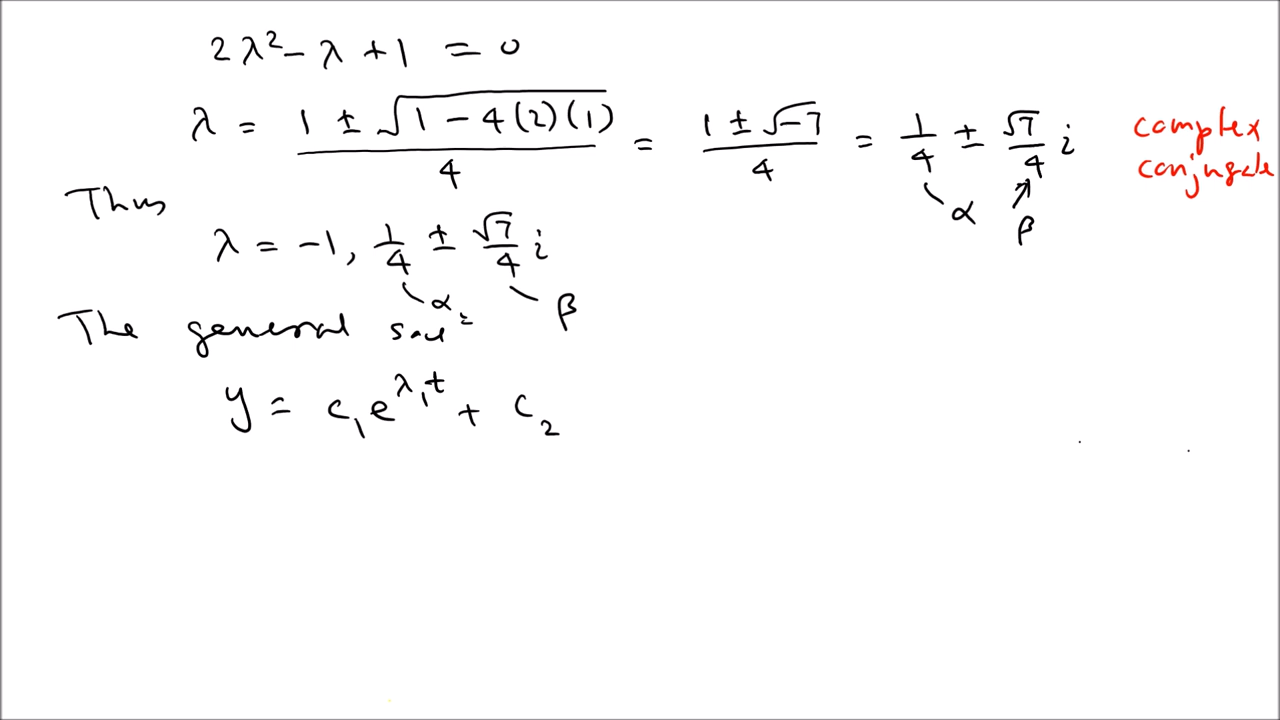 2λ² - λ + 1 = 0
λ = (1 ± √(1 - 4(2)(1)))/4 = (1 ± √-7)/4 = 1/4 ± √7/4 i complex
conjugate
α β
Thus
λ = -1, 1/4 ± √7/4 i
α β
The general
y = c₁e^(λ₁t) + c₂